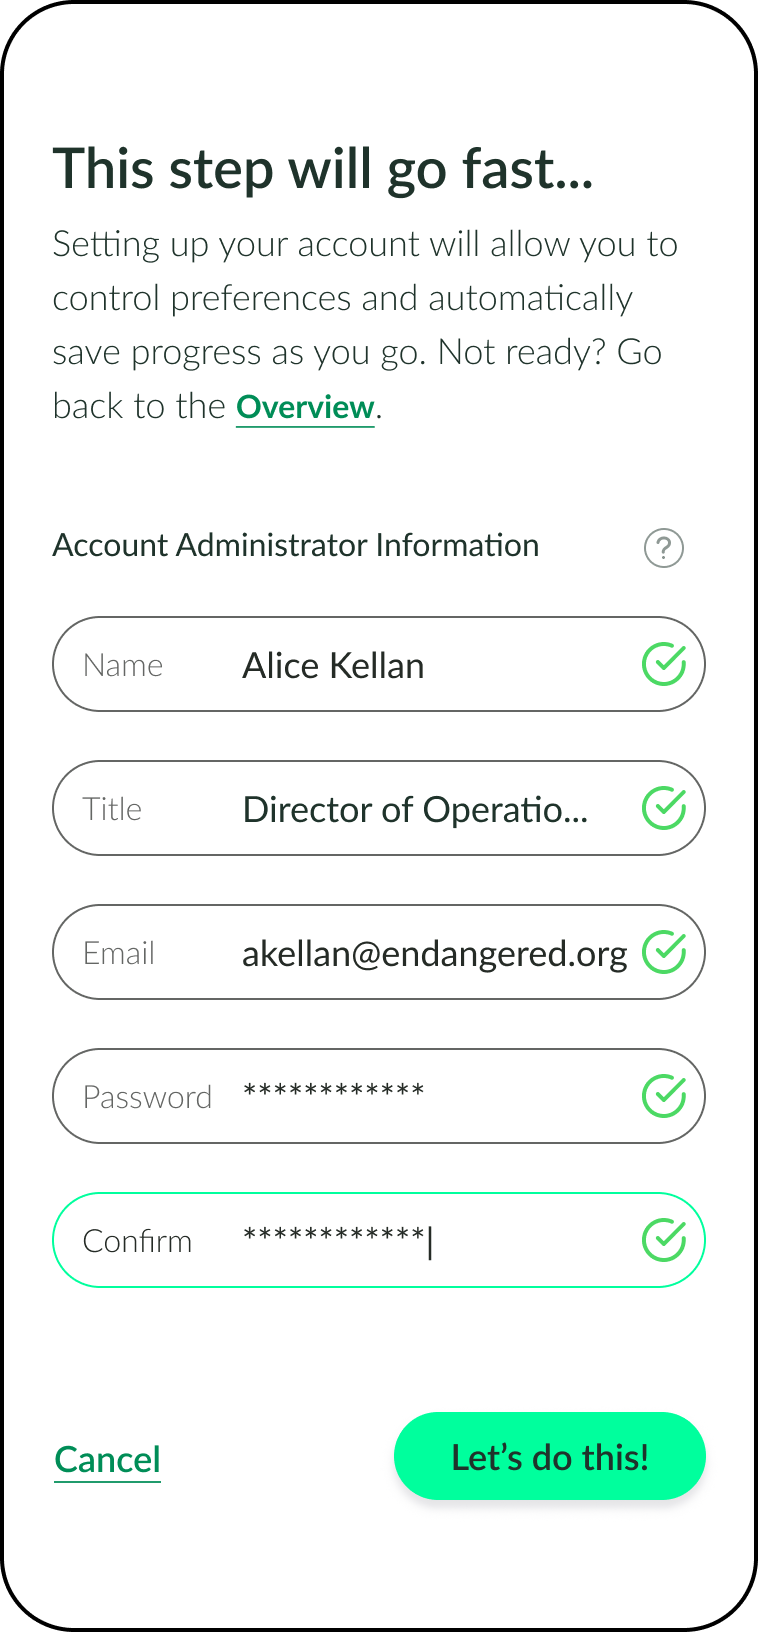 This step will go fast...
Setting up your account will allow you to
control preferences and automatically
save progress as you go. Not ready? Go
back to the Overview.
Account Administrator Information ?
Name Alice Kellan
Title Director of Operatio...
Email akellan@endangered.org
Password ************
Confirm ************|
Cancel Let's do this!